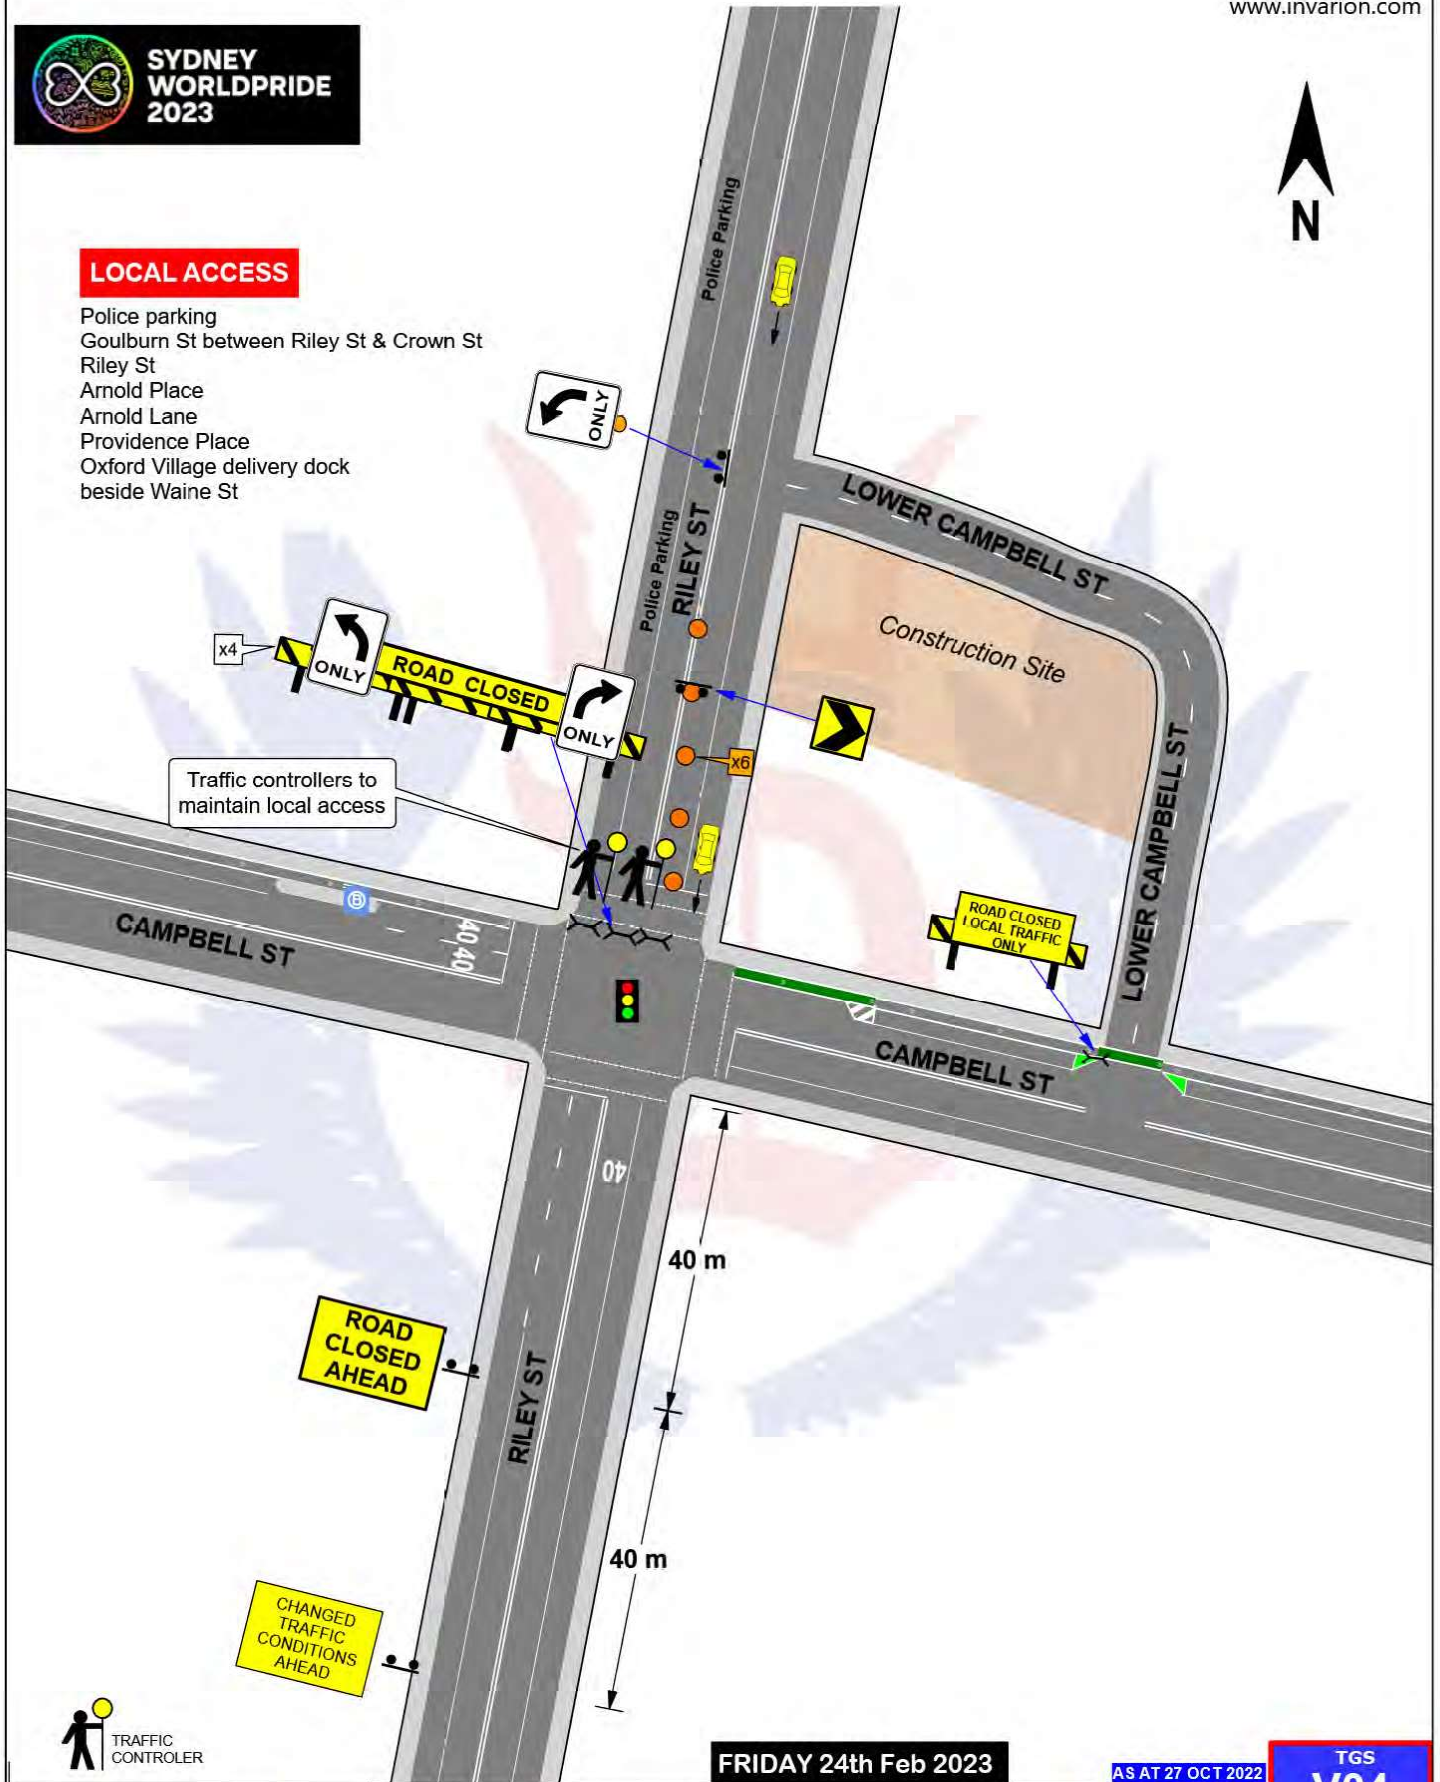 www.invarion.com
SYDNEY
WORLDPRIDE
2023
N
LOCAL ACCESS
Police parking
Goulburn St between Riley St & Crown St
Riley St
Arnold Place
Arnold Lane
Providence Place
Oxford Village delivery dock
beside Waine St
Police Parking
ONLY
LOWER CAMPBELL ST
Police Parking
RILEY ST
Construction Site
x4
ONLY
ROAD CLOSED
ONLY
x6
Traffic controllers to
maintain local access
LOWER CAMPBELL ST
B
CAMPBELL ST
40
40
ROAD CLOSED
LOCAL TRAFFIC
ONLY
CAMPBELL ST
40
40 m
ROAD
CLOSED
AHEAD
RILEY ST
40 m
CHANGED
TRAFFIC
CONDITIONS
AHEAD
TRAFFIC
CONTROLER
FRIDAY 24th Feb 2023
AS AT 27 OCT 2022
TGS